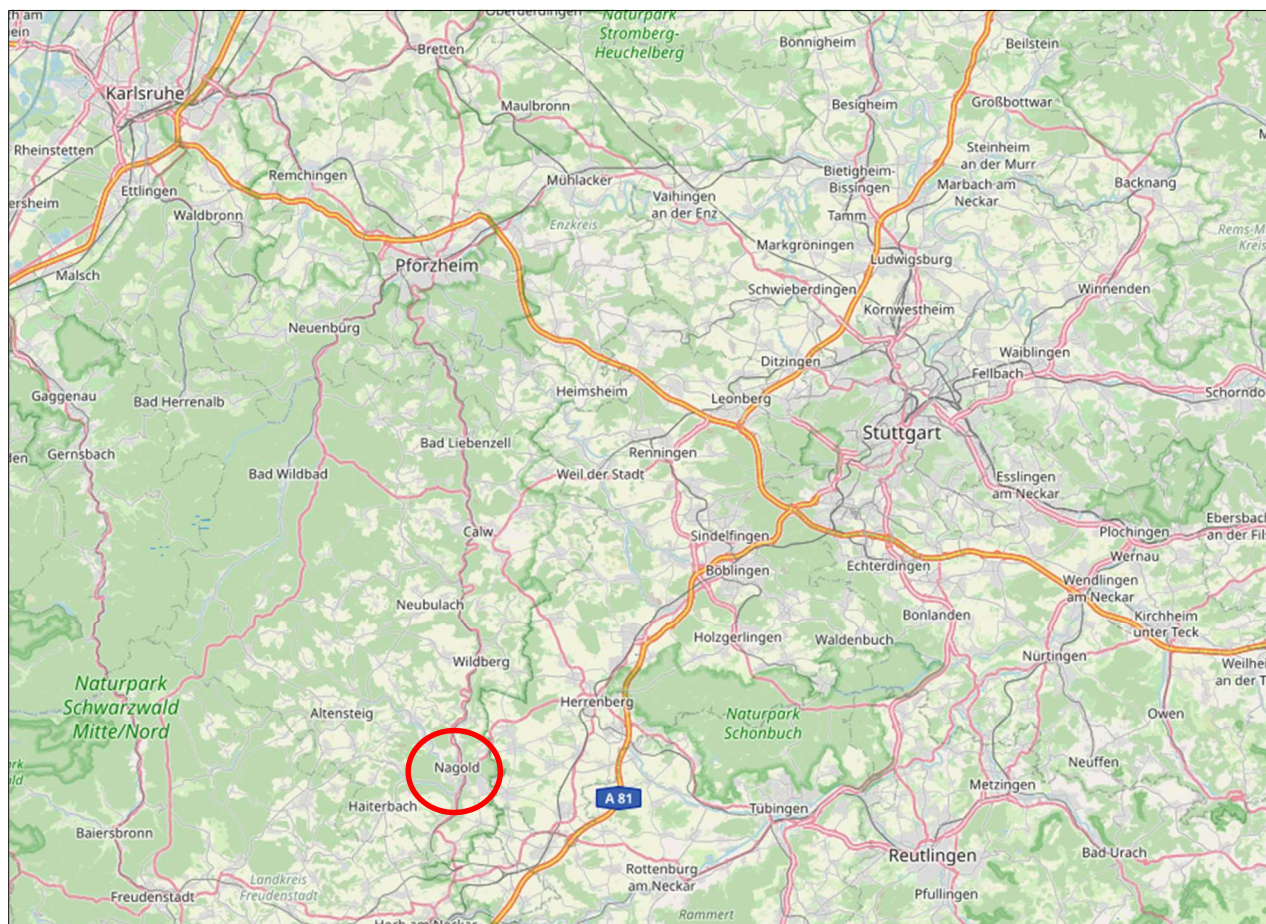 Naturpark
Stromberg-
Heuchelberg
Bönnigheim
Beilstein
Bretten
Karlsruhe
Maulbronn
Besigheim
Großbottwar
Rheinstetten
Remchingen
Mühlacker
Steinheim
an der Murr
Ettlingen
Bietigheim-
Bissingen
Backnang
Waldbronn
Vaihingen
an der Enz
Marbach am
Neckar
Enzkreis
Tamm
Malsch
Pforzheim
Markgröningen
Ludwigsburg
Schwieberdingen
Winnenden
Neuenbürg
Kornwestheim
Waiblingen
Ditzingen
Fellbach
Gaggenau
Bad Herrenalb
Heimsheim
Leonberg
Schorndo
Stuttgart
Gernsbach
Bad Liebenzell
Renningen
Bad Wildbad
Weil der Stadt
Esslingen
am Neckar
Calw
Sindelfingen
Plochingen
Ebersbach
an der Fils
Wernau
Böblingen
Echterdingen
Wendlingen
am Neckar
Neubulach
Bonlanden
Kirchheim
unter Teck
Holzgerlingen
Waldenbuch
Nürtingen
Wildberg
Weilhei
an der T
Naturpark
Schwarzwald
Mitte/Nord
Altensteig
Herrenberg
Naturpark
Schönbuch
Owen
Nagold
Neuffen
Haiterbach
A 81
Metzingen
Tübingen
Baiersbronn
Reutlingen
Bad Urach
Rottenburg
am Neckar
Freudenstadt
Landkreis
Freudenstadt
Pfullingen
Rammert